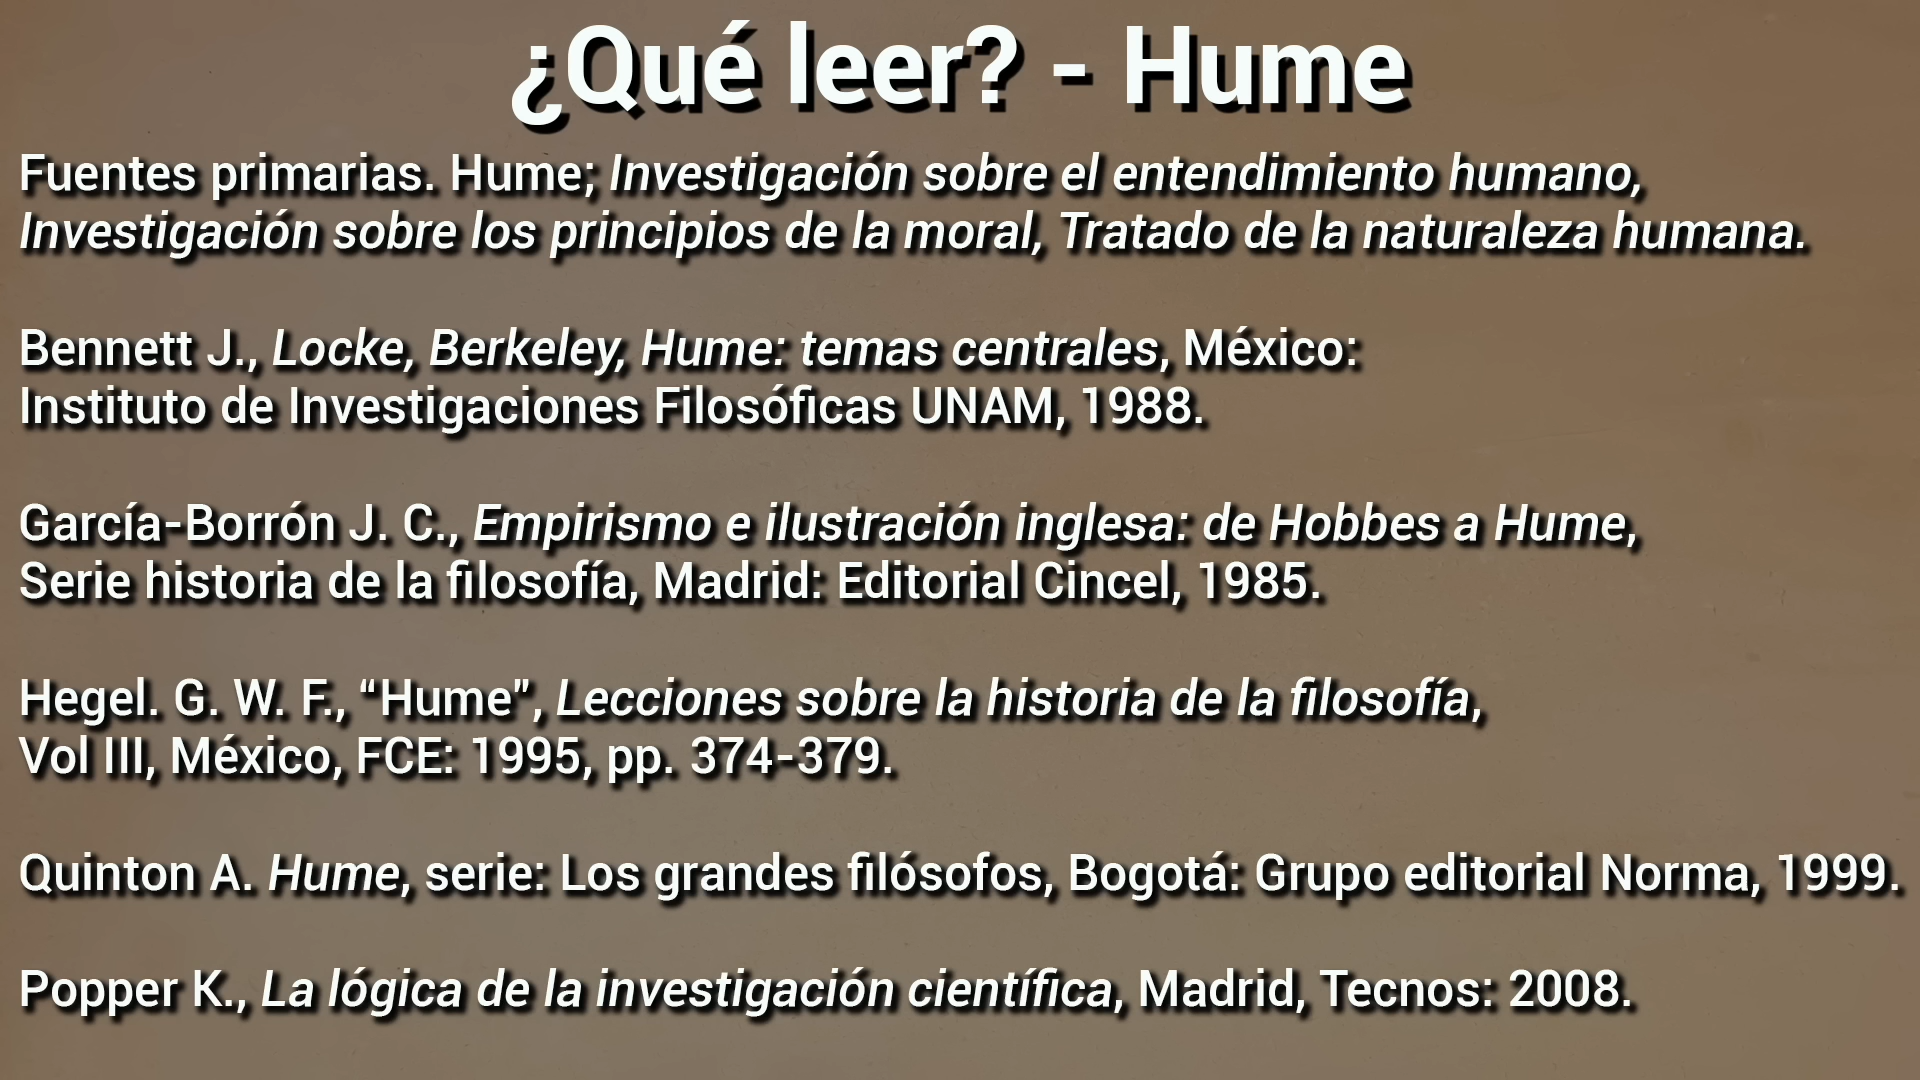 ¿Qué leer? - Hume
Fuentes primarias. Hume; Investigación sobre el entendimiento humano,
Investigación sobre los principios de la moral, Tratado de la naturaleza humana.
Bennett J., Locke, Berkeley, Hume: temas centrales, México:
Instituto de Investigaciones Filosóficas UNAM, 1988.
García-Borrón J. C., Empirismo e ilustración inglesa: de Hobbes a Hume,
Serie historia de la filosofía, Madrid: Editorial Cincel, 1985.
Hegel. G. W. F., “Hume”, Lecciones sobre la historia de la filosofía,
Vol III, México, FCE: 1995, pp. 374-379.
Quinton A. Hume, serie: Los grandes filósofos, Bogotá: Grupo editorial Norma, 1999.
Popper K., La lógica de la investigación científica, Madrid, Tecnos: 2008.